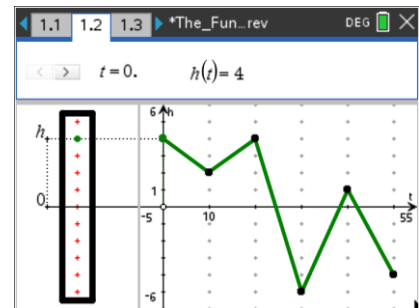 1.1 1.2 1.3 *The_Fun…rev DEG
t=0. h(t)=4
6 h
h
1
0
t
-5 10 55
-6